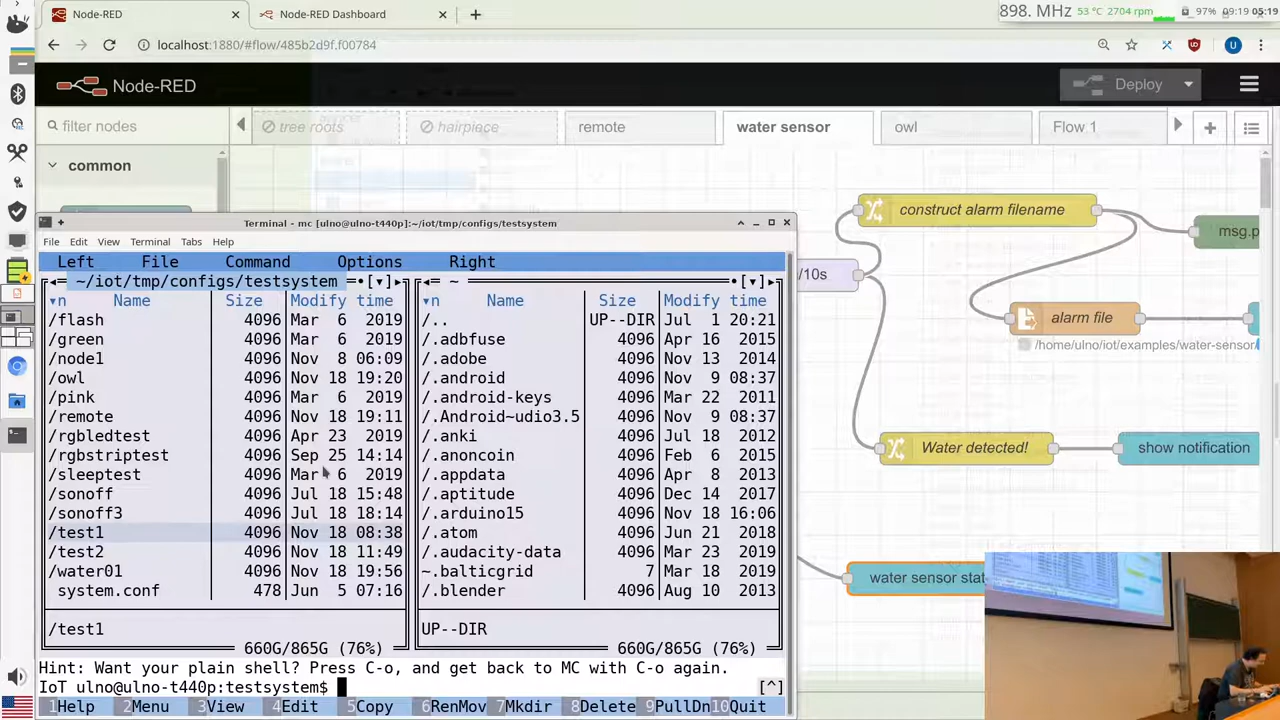 Node-RED
Node-RED Dashboard
898. MHz 53 °C 2704 rpm 97% 09:19 05:19
localhost:1880/#flow/485b2d9f.f00784
Node-RED
Deploy
filter nodes
tree roots
hairpiece
remote
water sensor
owl
Flow 1
common
construct alarm filename
msg.p
/10s
alarm file
/home/ulno/iot/examples/water-sensor/
Water detected!
show notification
water sensor stat
Terminal - mc [ulno@ulno-t440p:~/iot/tmp/configs/testsystem
File Edit View Terminal Tabs Help
Left File Command Options Right
~/iot/tmp/configs/testsystem
~
n Name Size Modify time
/flash 4096 Mar 6 2019
/green 4096 Mar 6 2019
/node1 4096 Nov 8 06:09
/owl 4096 Nov 18 19:20
/pink 4096 Mar 6 2019
/remote 4096 Nov 18 19:11
/rgbledtest 4096 Apr 23 2019
/rgbstriptest 4096 Sep 25 14:14
/sleeptest 4096 Mar 6 2019
/sonoff 4096 Jul 18 15:48
/sonoff3 4096 Jul 18 18:14
/test1 4096 Nov 18 08:38
/test2 4096 Nov 18 11:49
/water01 4096 Nov 18 19:56
system.conf 478 Jun 5 07:16
/test1
660G/865G (76%)
n Name Size Modify time
/.. UP--DIR Jul 1 20:21
/.adbfuse 4096 Apr 16 2015
/.adobe 4096 Nov 13 2014
/.android 4096 Nov 9 08:37
/.android-keys 4096 Mar 22 2011
/.Android~udio3.5 4096 Nov 9 08:37
/.anki 4096 Jul 18 2012
/.anncoin 4096 Feb 6 2015
/.appdata 4096 Apr 8 2013
/.aptitude 4096 Dec 14 2017
/.arduino15 4096 Nov 18 16:06
/.atom 4096 Jun 21 2018
/.audacity-data 4096 Mar 23 2019
~.balticgrid 7 Mar 18 2019
/.blender 4096 Aug 10 2013
UP--DIR
660G/865G (76%)
Hint: Want your plain shell? Press C-o, and get back to MC with C-o again.
IoT ulno@ulno-t440p:testsystem$ [^]
1Help 2Menu 3View 4Edit 5Copy 6RenMov 7Mkdir 8Delete 9PullDn 10Quit